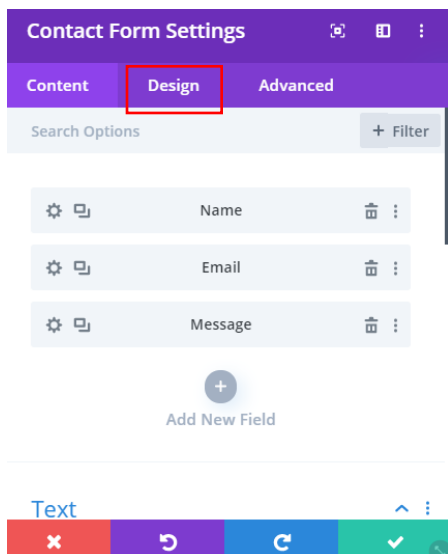 Contact Form Settings
Content Design Advanced
Search Options + Filter
Name
Email
Message
Add New Field
Text